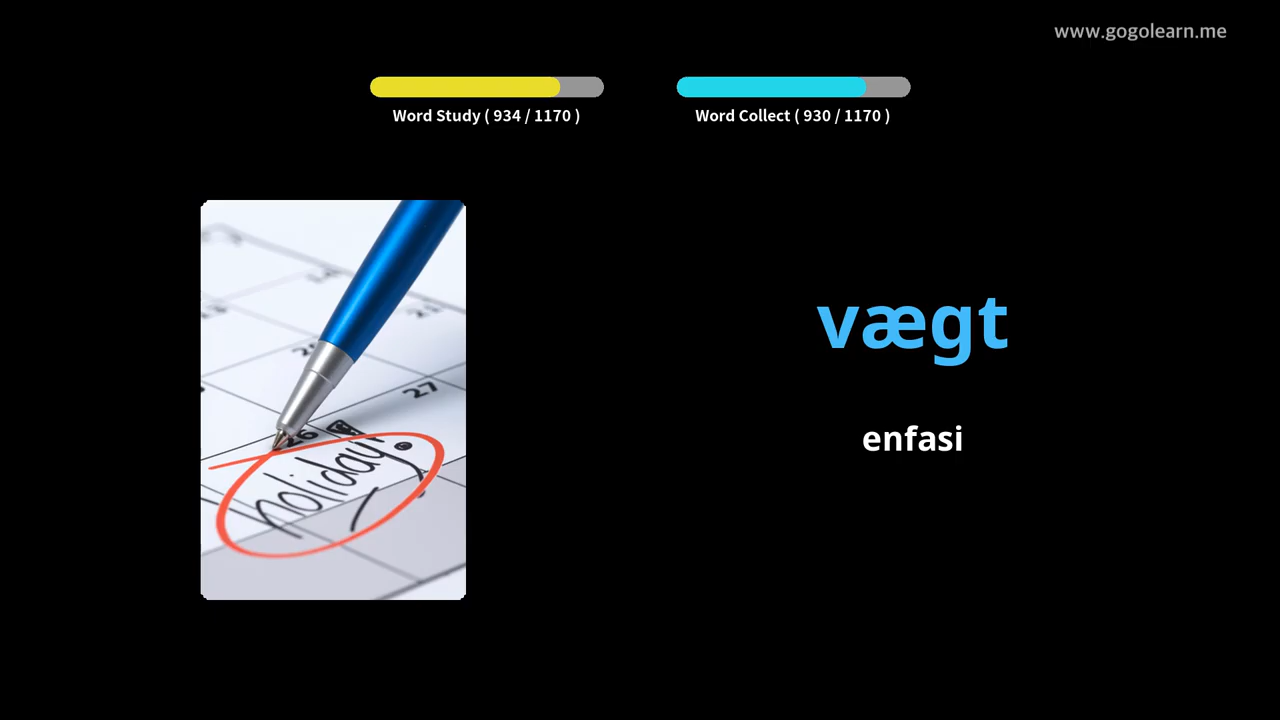 www.gogolearn.me
Word Study ( 934 / 1170 )
Word Collect ( 930 / 1170 )
27
26
holiday!
vægt
enfasi